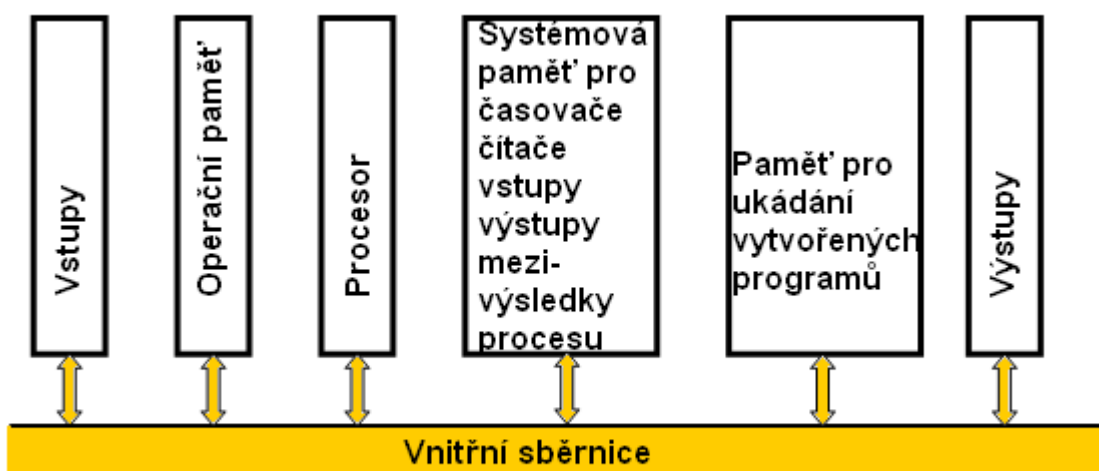 Vstupy
Operační paměť
Procesor
Systémová
paměť pro
časovače
čítače
vstupy
výstupy
mezi-
výsledky
procesu
Paměť pro
ukádání
vytvořených
programů
Výstupy
Vnitřní sběrnice